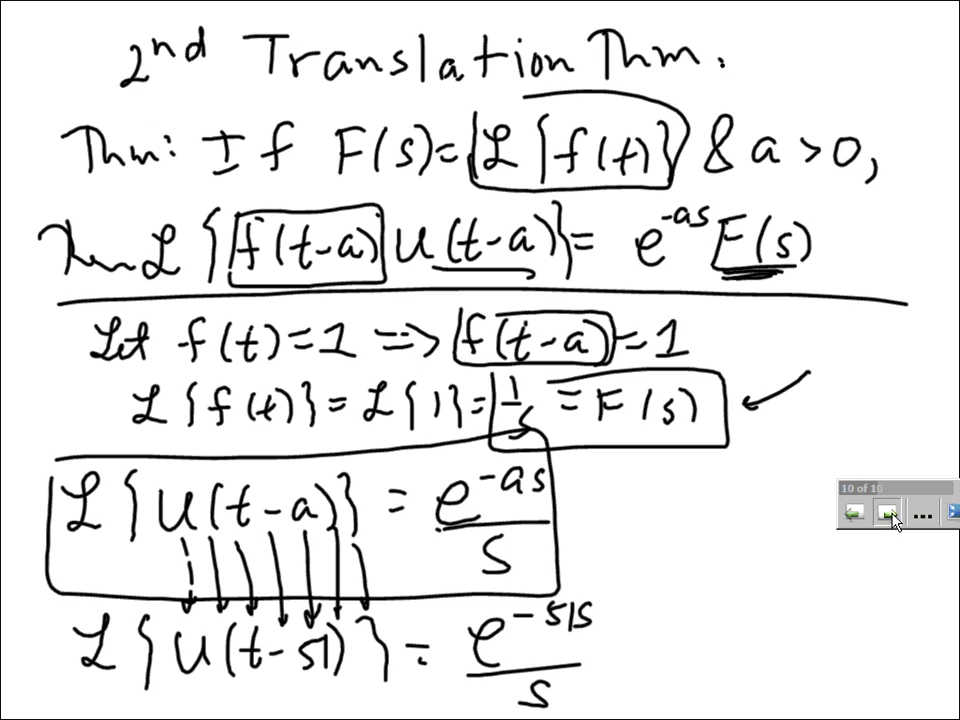 2nd Translation Thm.
Thm: If F(s)=ℒ{f(t)} & a>0,
Then ℒ{f(t-a)U(t-a)}= e^-as F(s)
Let f(t)=1 => f(t-a)=1
ℒ{f(t)}=ℒ{1}=1/s = F(s)
ℒ{U(t-a)} = e^-as/s
ℒ{U(t-51)} = e^-51s/s
10 of 10
...